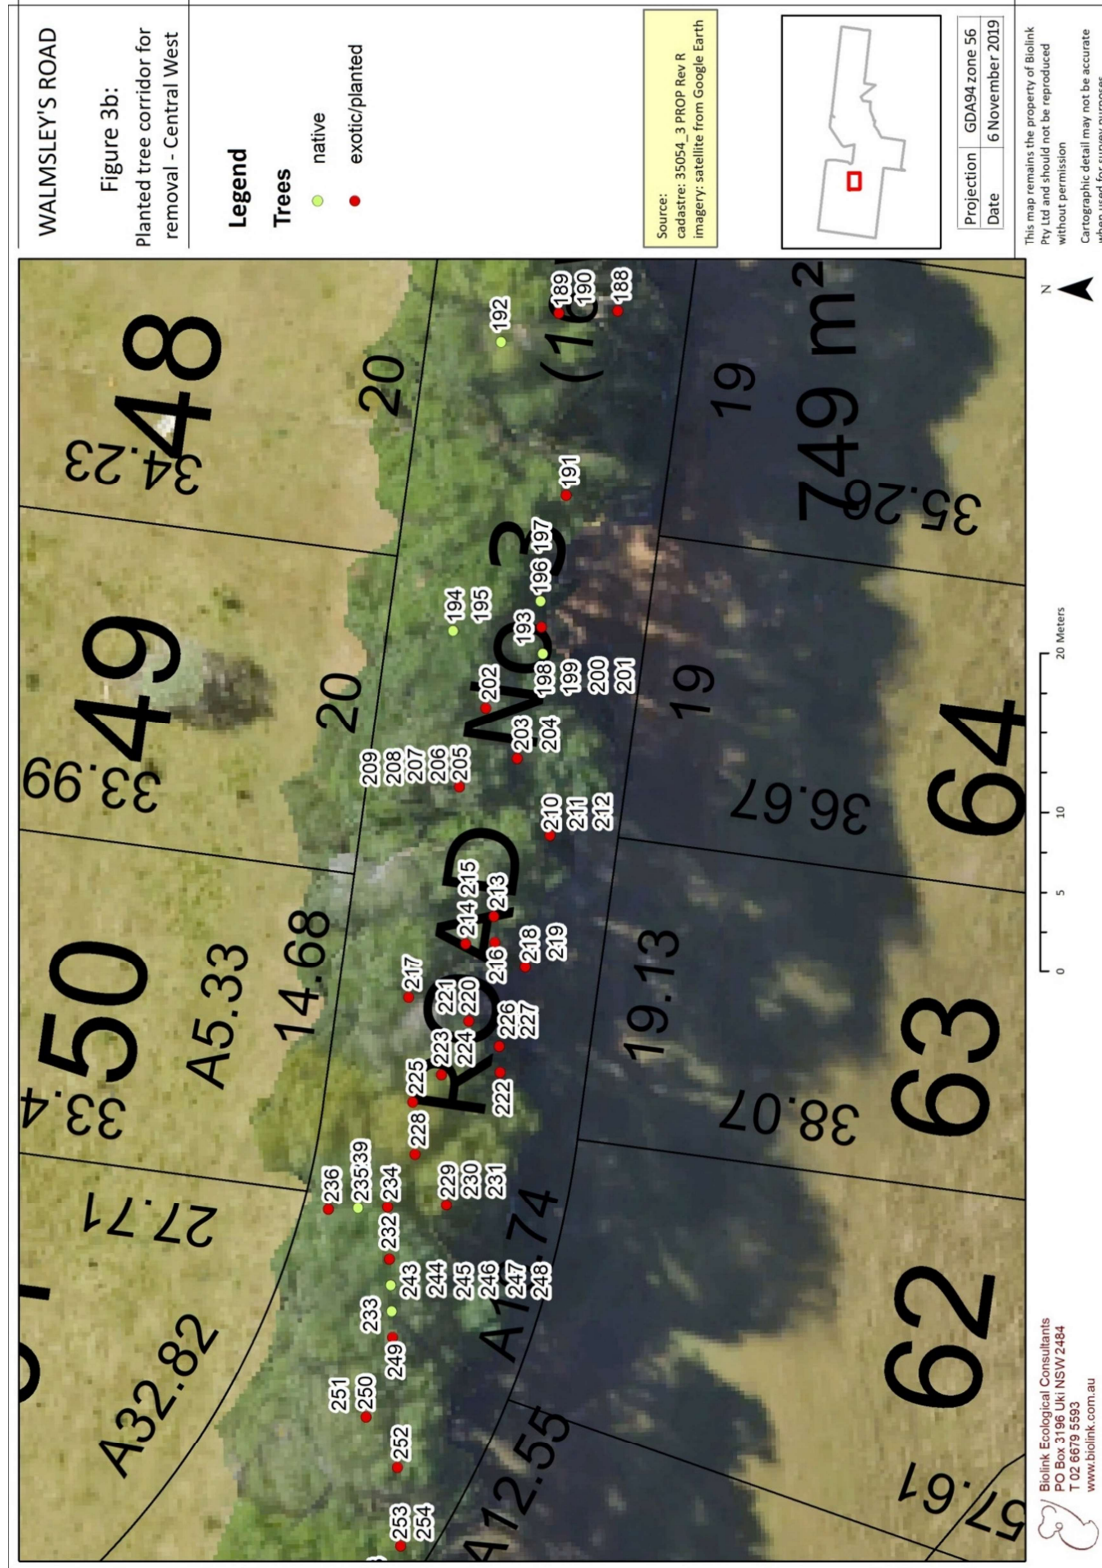 WALMSLEY'S ROAD
Figure 3b:
Planted tree corridor for
removal - Central West
Legend
Trees
native
exotic/planted
Source:
cadastre: 35054_3 PROP Rev R
imagery: satellite from Google Earth
Projection GDA94 zone 56
Date 6 November 2019
This map remains the property of Biolink
Pty Ltd and should not be reproduced
without permission
Cartographic detail may not be accurate
when used for survey purposes
N
A32.82
27.71
33.4
50
A5.33
14.68
33.99
49
20
34.23
48
20
253
254
252
251
250
249
233
243
244
245
246
247
248
232
236
235
39
234
229
230
231
228
225
223
224
222
221
220
226
227
217
214 215
213
216
218
219
209
208
207
206
205
210
211
212
203
204
202
198
199
200
201
193
194
195
196 197
191
192
189
190
188
ROAD No 3
(16
A12.55
74
19.13
19
19
57.61
62
38.07
63
36.67
64
35.26
749 m²
0 5 10 20 Meters
Biolink Ecological Consultants
PO Box 3196 Uki NSW 2484
T 02 6679 5593
www.biolink.com.au